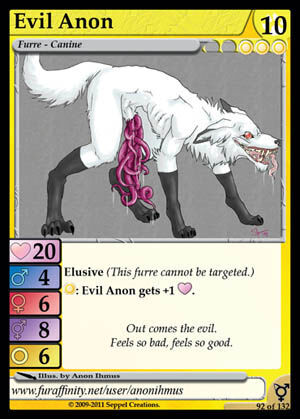 Evil Anon
10
Furre - Canine
20
4
6
8
6
Elusive (This furre cannot be targeted.)
: Evil Anon gets +1 .
Out comes the evil.
Feels so bad, feels so good.
Illus. by Anon Ihmus
www.furaffinity.net/user/anonihmus
© 2009-2011 Seppel Creations.
92 of 132